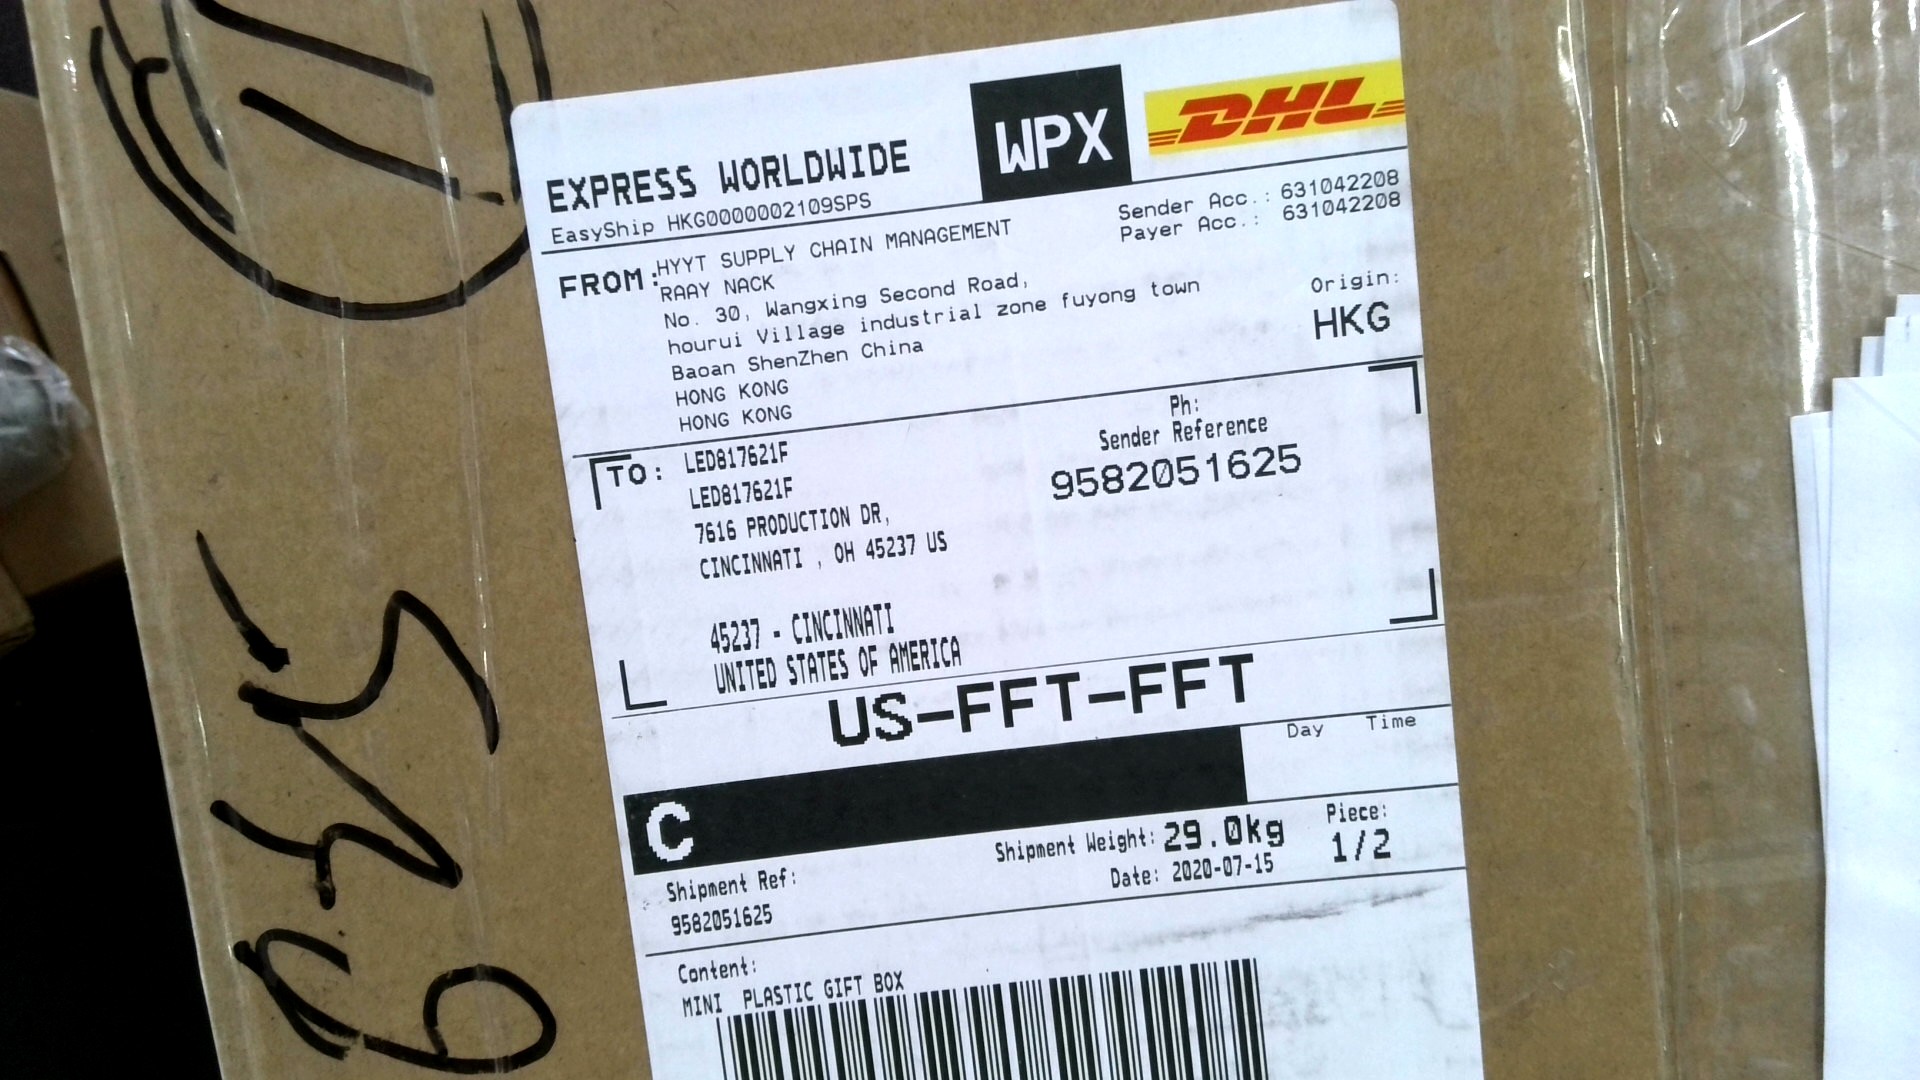 EXPRESS WORLDWIDE
EasyShip HKG0000002109SPS
WPX
DHL
Sender Acc.: 631042208
Payer Acc.: 631042208
FROM: HYYT SUPPLY CHAIN MANAGEMENT
RAAY NACK
No. 30, Wangxing Second Road,
hourui Village industrial zone fuyong town
Baoan ShenZhen China
HONG KONG
HONG KONG
Origin:
HKG
TO: LED817621F
LED817621F
7616 PRODUCTION DR,
CINCINNATI , OH 45237 US
45237 - CINCINNATI
UNITED STATES OF AMERICA
Ph:
Sender Reference
9582051625
US-FFT-FFT
Day Time
C
Shipment Ref:
9582051625
Shipment Weight: 29.0kg
Date: 2020-07-15
Piece:
1/2
Content:
MINI PLASTIC GIFT BOX